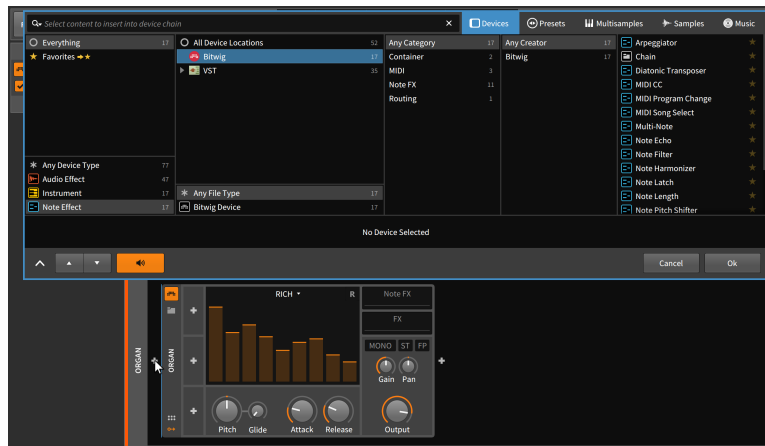 Select content to insert into device chain
Devices
Presets
Multisamples
Samples
Music
Everything 17
Favorites
Any Device Type 77
Audio Effect 47
Instrument 17
Note Effect 17
All Device Locations 52
Bitwig 17
VST 35
Any File Type 17
Bitwig Device 17
Any Category 17
Container 2
MIDI 3
Note FX 11
Routing 1
Any Creator 17
Bitwig 17
Arpeggiator
Chain
Diatonic Transposer
MIDI CC
MIDI Program Change
MIDI Song Select
Multi-Note
Note Echo
Note Filter
Note Harmonizer
Note Latch
Note Length
Note Pitch Shifter
No Device Selected
Cancel
Ok
ORGAN
ORGAN
RICH
R
Note FX
FX
MONO ST FP
Gain Pan
Pitch Glide Attack Release Output